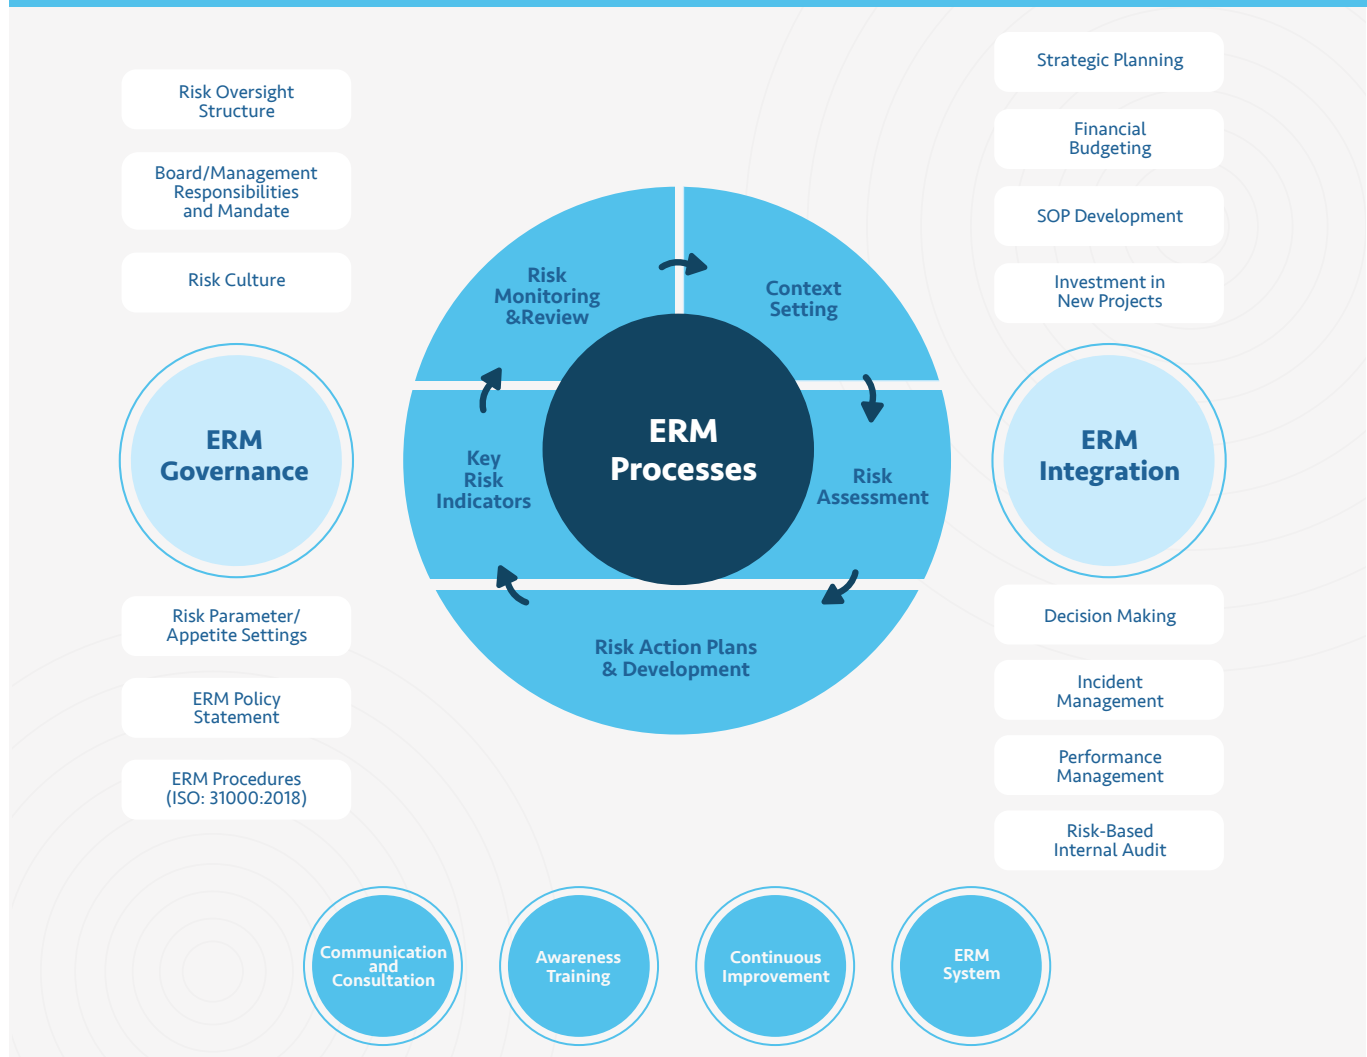 Risk Oversight
Structure
Board/Management
Responsibilities
and Mandate
Risk Culture
ERM
Governance
Risk Parameter/
Appetite Settings
ERM Policy
Statement
ERM Procedures
(ISO: 31000:2018)
Risk
Monitoring
&Review
Context
Setting
Key
Risk
Indicators
ERM
Processes
Risk
Assessment
Risk Action Plans
& Development
Strategic Planning
Financial
Budgeting
SOP Development
Investment in
New Projects
ERM
Integration
Decision Making
Incident
Management
Performance
Management
Risk-Based
Internal Audit
Communication
and
Consultation
Awareness
Training
Continuous
Improvement
ERM
System